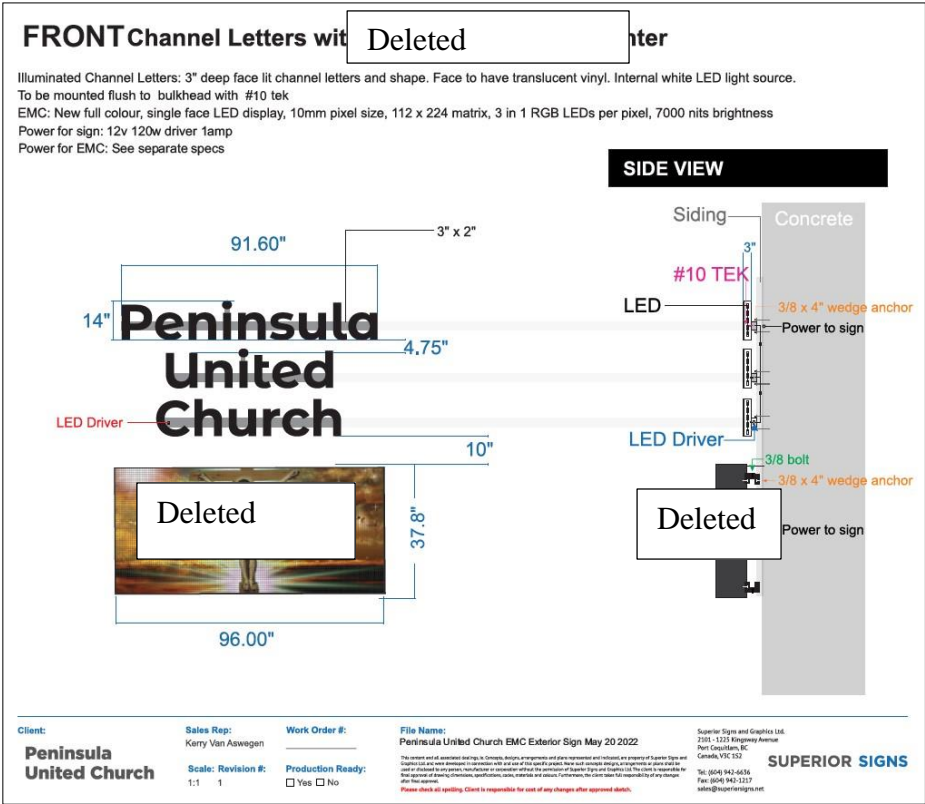 FRONT Channel Letters wit Deleted nter
Illuminated Channel Letters: 3" deep face lit channel letters and shape. Face to have translucent vinyl. Internal white LED light source.
To be mounted flush to bulkhead with #10 tek
EMC: New full colour, single face LED display, 10mm pixel size, 112 x 224 matrix, 3 in 1 RGB LEDs per pixel, 7000 nits brightness
Power for sign: 12v 120w driver 1amp
Power for EMC: See separate specs
SIDE VIEW
Siding
Concrete
3" x 2"
91.60"
3"
#10 TEK
LED
3/8 x 4" wedge anchor
Power to sign
14"
Peninsula
4.75"
United
Church
LED Driver
LED Driver
10"
3/8 bolt
3/8 x 4" wedge anchor
Deleted
37.8"
Deleted
Power to sign
96.00"
Client:
Peninsula
United Church
Sales Rep:
Kerry Van Aswegen
Scale: Revision #:
1:1 1
Work Order #:
Production Ready:
Yes No
File Name:
Peninsula United Church EMC Exterior Sign May 20 2022
Please check all spelling. Client is responsible for cost of any changes after approved sketch.
Superior Signs and Graphics Ltd.
2101 - 1225 Kingsway Avenue
Port Coquitlam, BC
Canada, V3C 1S2
Tel: (604) 942-6636
Fax: (604) 942-1217
sales@superiorsigns.net
SUPERIOR SIGNS